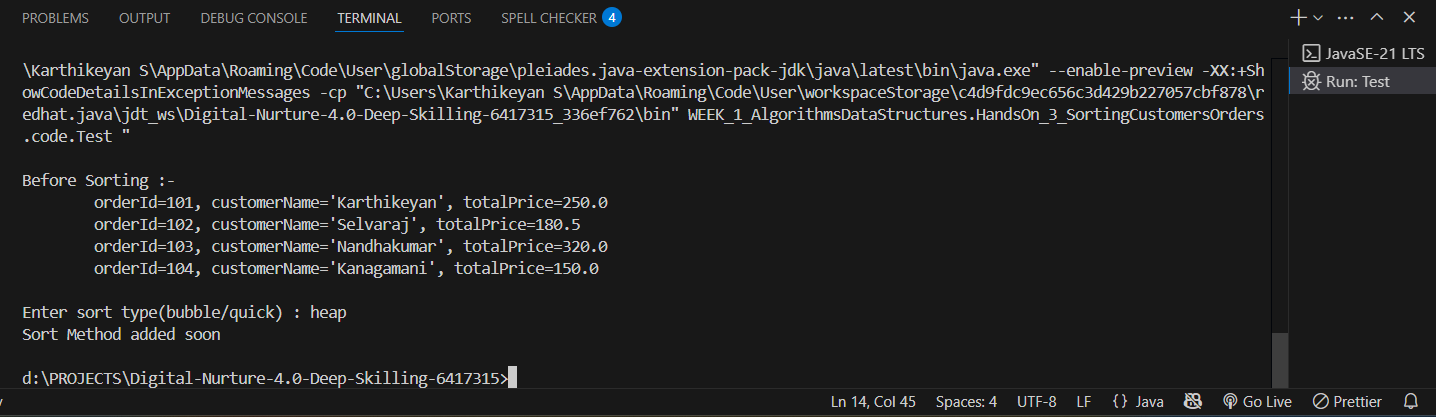 PROBLEMS OUTPUT DEBUG CONSOLE TERMINAL PORTS SPELL CHECKER 4
\Karthikeyan S\AppData\Roaming\Code\User\globalStorage\pleiades.java-extension-pack-jdk\java\latest\bin\java.exe" --enable-preview -XX:+Sh
owCodeDetailsInExceptionMessages -cp "C:\Users\Karthikeyan S\AppData\Roaming\Code\User\workspaceStorage\c4d9fdc9ec656c3d429b227057cbf878\r
edhat.java\jdt_ws\Digital-Nurture-4.0-Deep-Skilling-6417315_336ef762\bin" WEEK_1_AlgorithmsDataStructures.HandsOn_3_SortingCustomersOrders
.code.Test "
Before Sorting :-
orderId=101, customerName='Karthikeyan', totalPrice=250.0
orderId=102, customerName='Selvaraj', totalPrice=180.5
orderId=103, customerName='Nandhakumar', totalPrice=320.0
orderId=104, customerName='Kanagamani', totalPrice=150.0
Enter sort type(bubble/quick) : heap
Sort Method added soon
d:\PROJECTS\Digital-Nurture-4.0-Deep-Skilling-6417315>
JavaSE-21 LTS
Run: Test
Ln 14, Col 45 Spaces: 4 UTF-8 LF {} Java Go Live Prettier